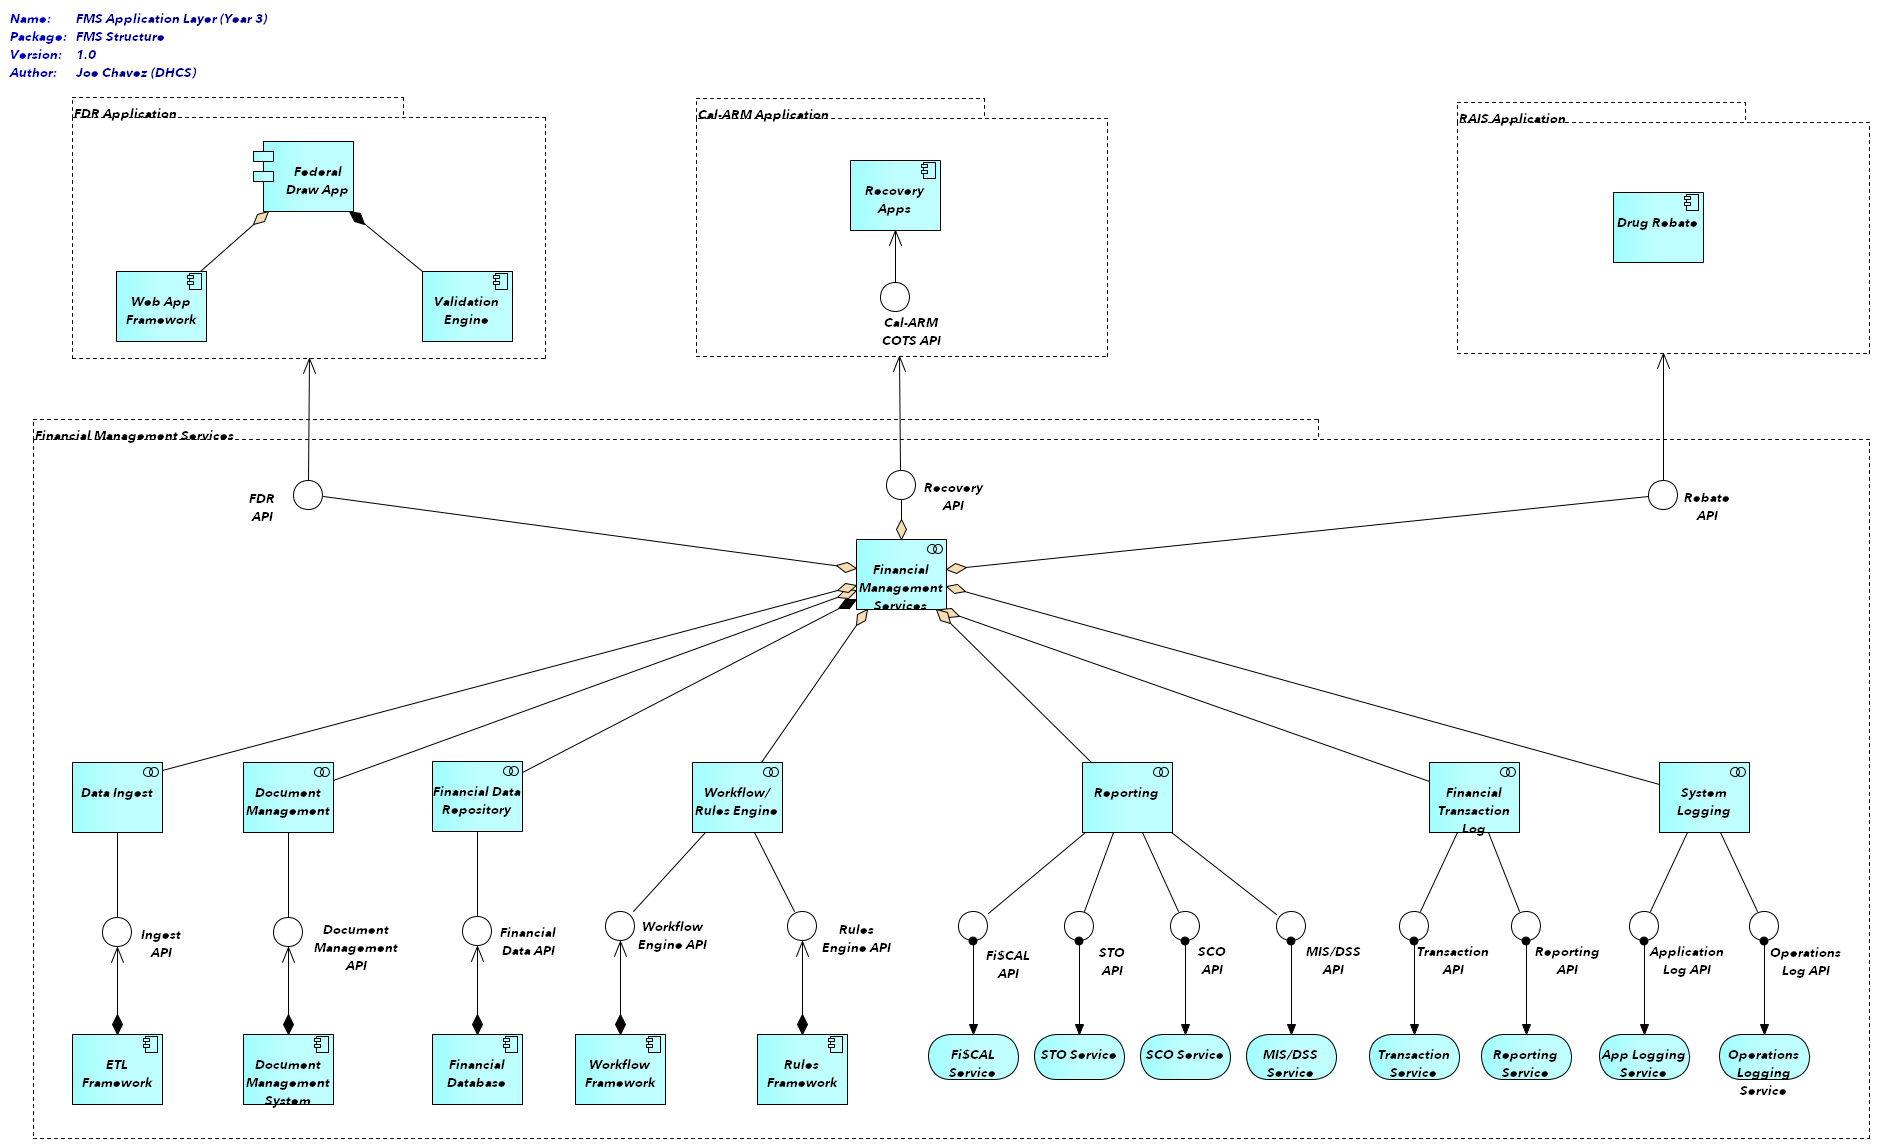 Name: FMS Application Layer (Year 3)
Package: FMS Structure
Version: 1.0
Author: Joe Chavez (DHCS)
FDR Application
Federal
Draw App
Web App
Framework
Validation
Engine
Cal-ARM Application
Recovery
Apps
Cal-ARM
COTS API
RAIS Application
Drug Rebate
Financial Management Services
FDR
API
Recovery
API
Rebate
API
Financial
Management
Services
Data Ingest
Document
Management
Financial Data
Repository
Workflow/
Rules Engine
Reporting
Financial
Transaction
Log
System
Logging
Ingest
API
Document
Management
API
Financial
Data API
Workflow
Engine API
Rules
Engine API
Fi$CAL
API
STO
API
SCO
API
MIS/DSS
API
Transaction
API
Reporting
API
Application
Log API
Operations
Log API
ETL
Framework
Document
Management
System
Financial
Database
Workflow
Framework
Rules
Framework
Fi$CAL
Service
STO Service
SCO Service
MIS/DSS
Service
Transaction
Service
Reporting
Service
App Logging
Service
Operations
Logging
Service